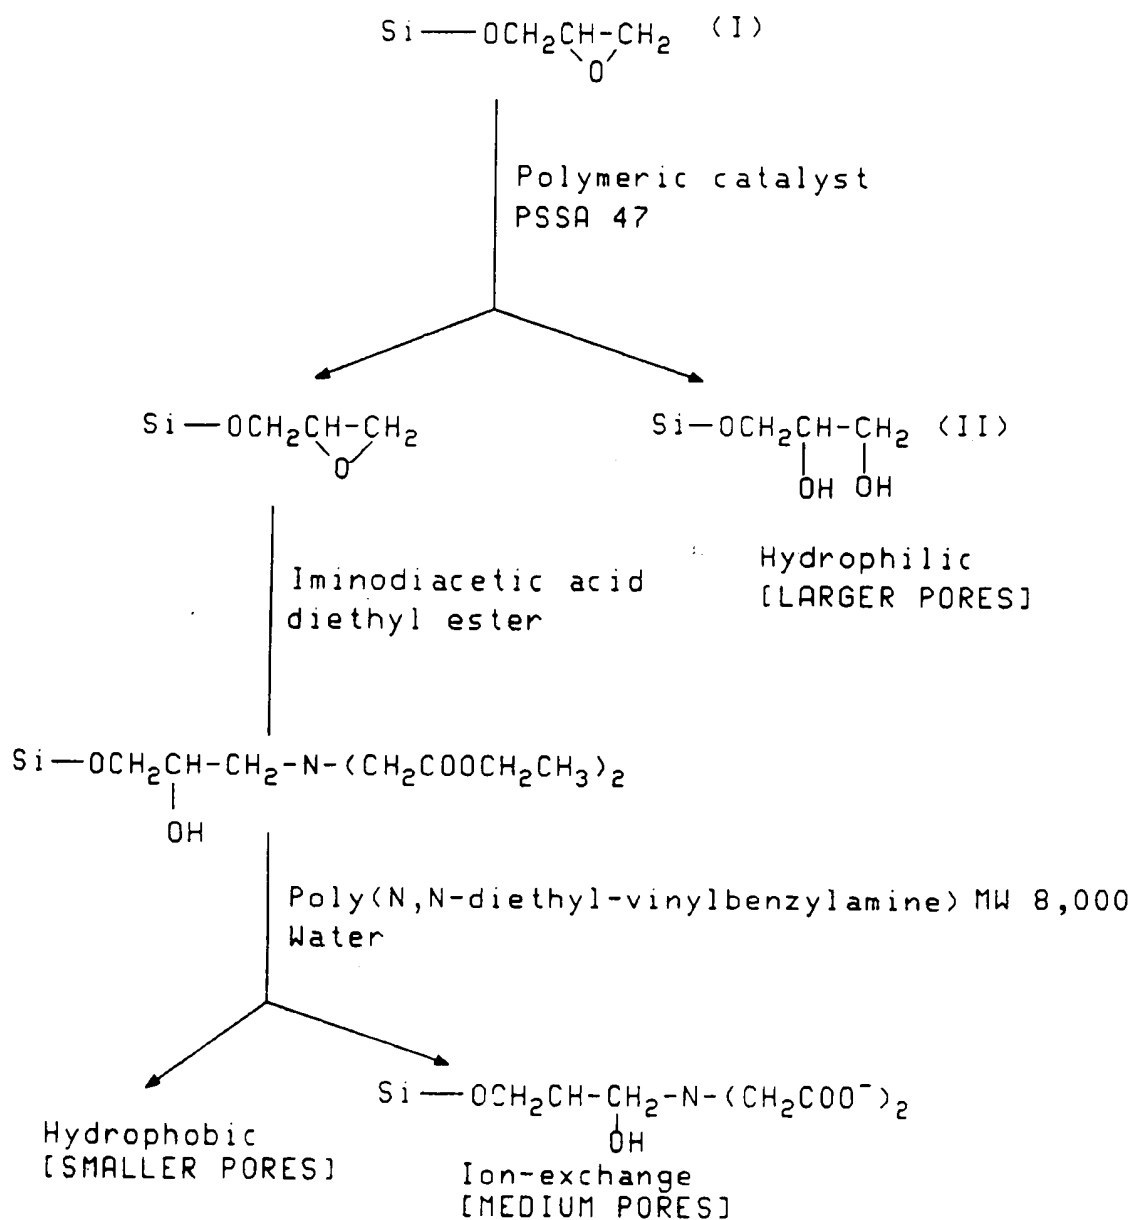 Si—OCH2CH-CH2 (I)
O
Polymeric catalyst
PSSA 47
Si—OCH2CH-CH2
O
Si—OCH2CH-CH2 (II)
OH OH
Hydrophilic
[LARGER PORES]
Iminodiacetic acid
diethyl ester
Si—OCH2CH-CH2-N-(CH2COOCH2CH3)2
OH
Poly(N,N-diethyl-vinylbenzylamine) MW 8,000
Water
Si—OCH2CH-CH2-N-(CH2COO⁻)2
OH
Hydrophobic
[SMALLER PORES]
Ion-exchange
[MEDIUM PORES]